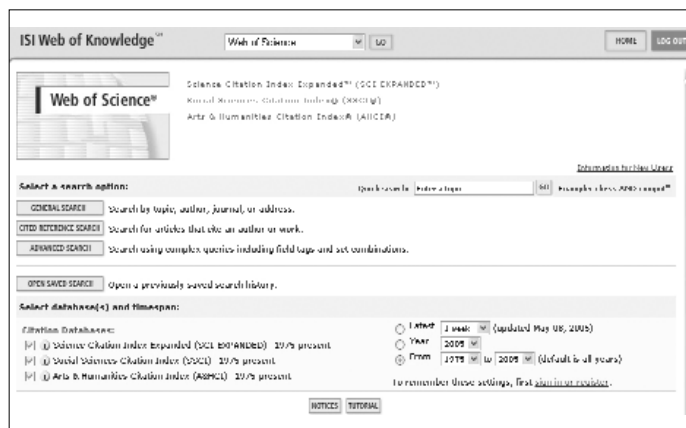 ISI Web of Knowledge℠
Web of Science GO HOME LOG OUT
Web of Science®
Science Citation Index Expanded™ (SCI EXPANDED™)
Social Sciences Citation Index® (SSCI®)
Arts & Humanities Citation Index® (A&HCI®)
Information for New Users
Select a search option: Quick search: Enter a topic GO Example: chess AND comput*
GENERAL SEARCH Search by topic, author, journal, or address.
CITED REFERENCE SEARCH Search for articles that cite an author or work.
ADVANCED SEARCH Search using complex queries including field tags and set combinations.
OPEN SAVED SEARCH Open a previously saved search history.
Select database(s) and timespan:
Citation Databases:
Science Citation Index Expanded (SCI EXPANDED) 1975 present
Social Sciences Citation Index (SSCI) 1975 present
Arts & Humanities Citation Index (A&HCI) 1975 present
Latest 1 week (updated May 08, 2005)
Year 2005
From 1975 to 2005 (default is all years)
To remember these settings, first sign in or register.
NOTICES TUTORIAL